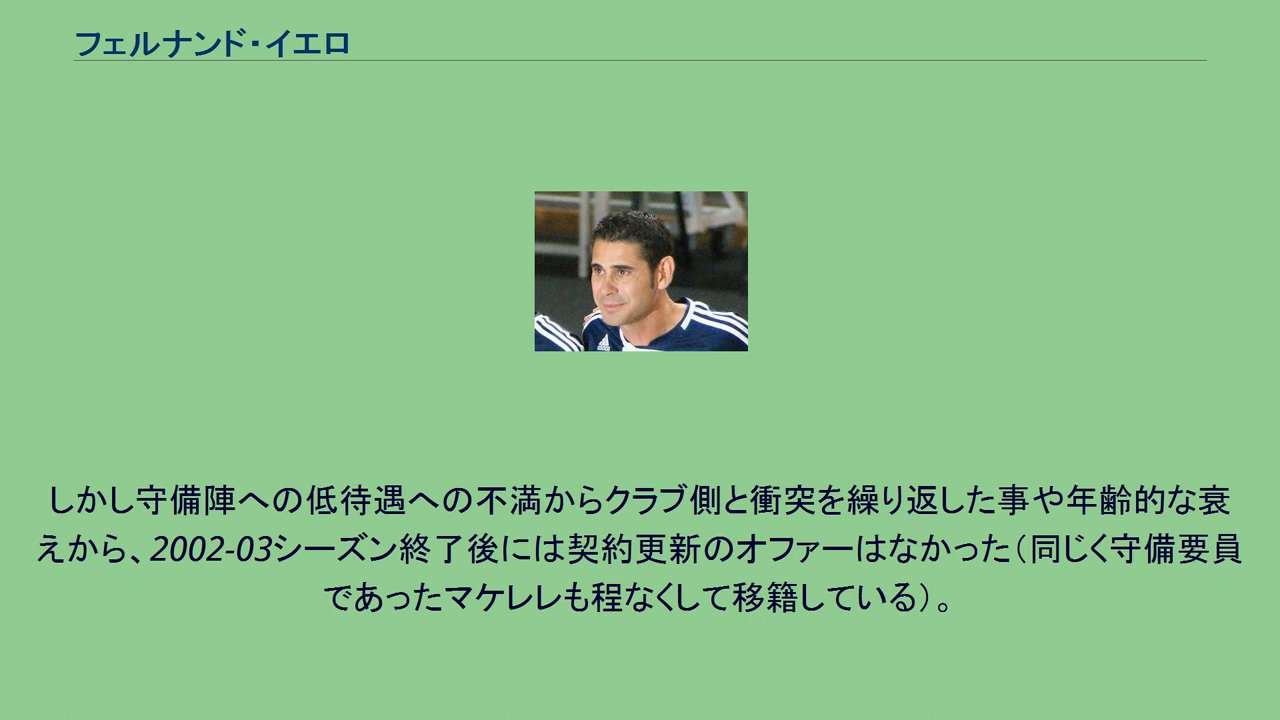 フェルナンド・イエロ
しかし守備陣への低待遇への不満からクラブ側と衝突を繰り返した事や年齢的な衰
えから、2002-03シーズン終了後には契約更新のオファーはなかった（同じく守備要員
であったマケレレも程なくして移籍している）。